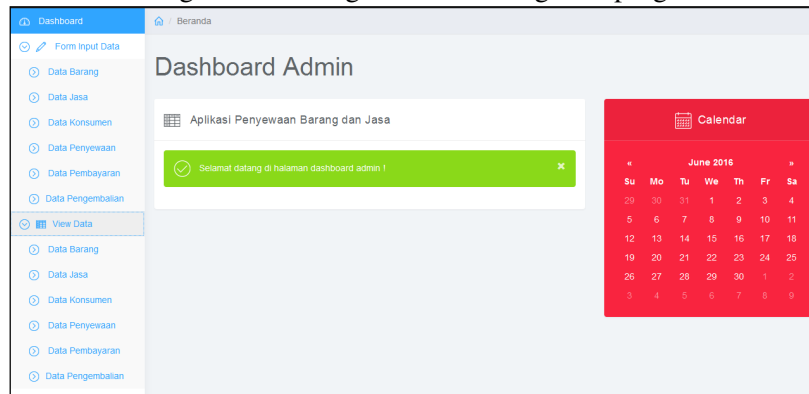 Dashboard
/ Beranda
Form Input Data
Data Barang
Data Jasa
Data Konsumen
Data Penyewaan
Data Pembayaran
Data Pengembalian
View Data
Data Barang
Data Jasa
Data Konsumen
Data Penyewaan
Data Pembayaran
Data Pengembalian
Dashboard Admin
Aplikasi Penyewaan Barang dan Jasa
Selamat datang di halaman dashboard admin !
Calendar
« June 2016 »
Su Mo Tu We Th Fr Sa
29 30 31 1 2 3 4
5 6 7 8 9 10 11
12 13 14 15 16 17 18
19 20 21 22 23 24 25
26 27 28 29 30 1 2
3 4 5 6 7 8 9